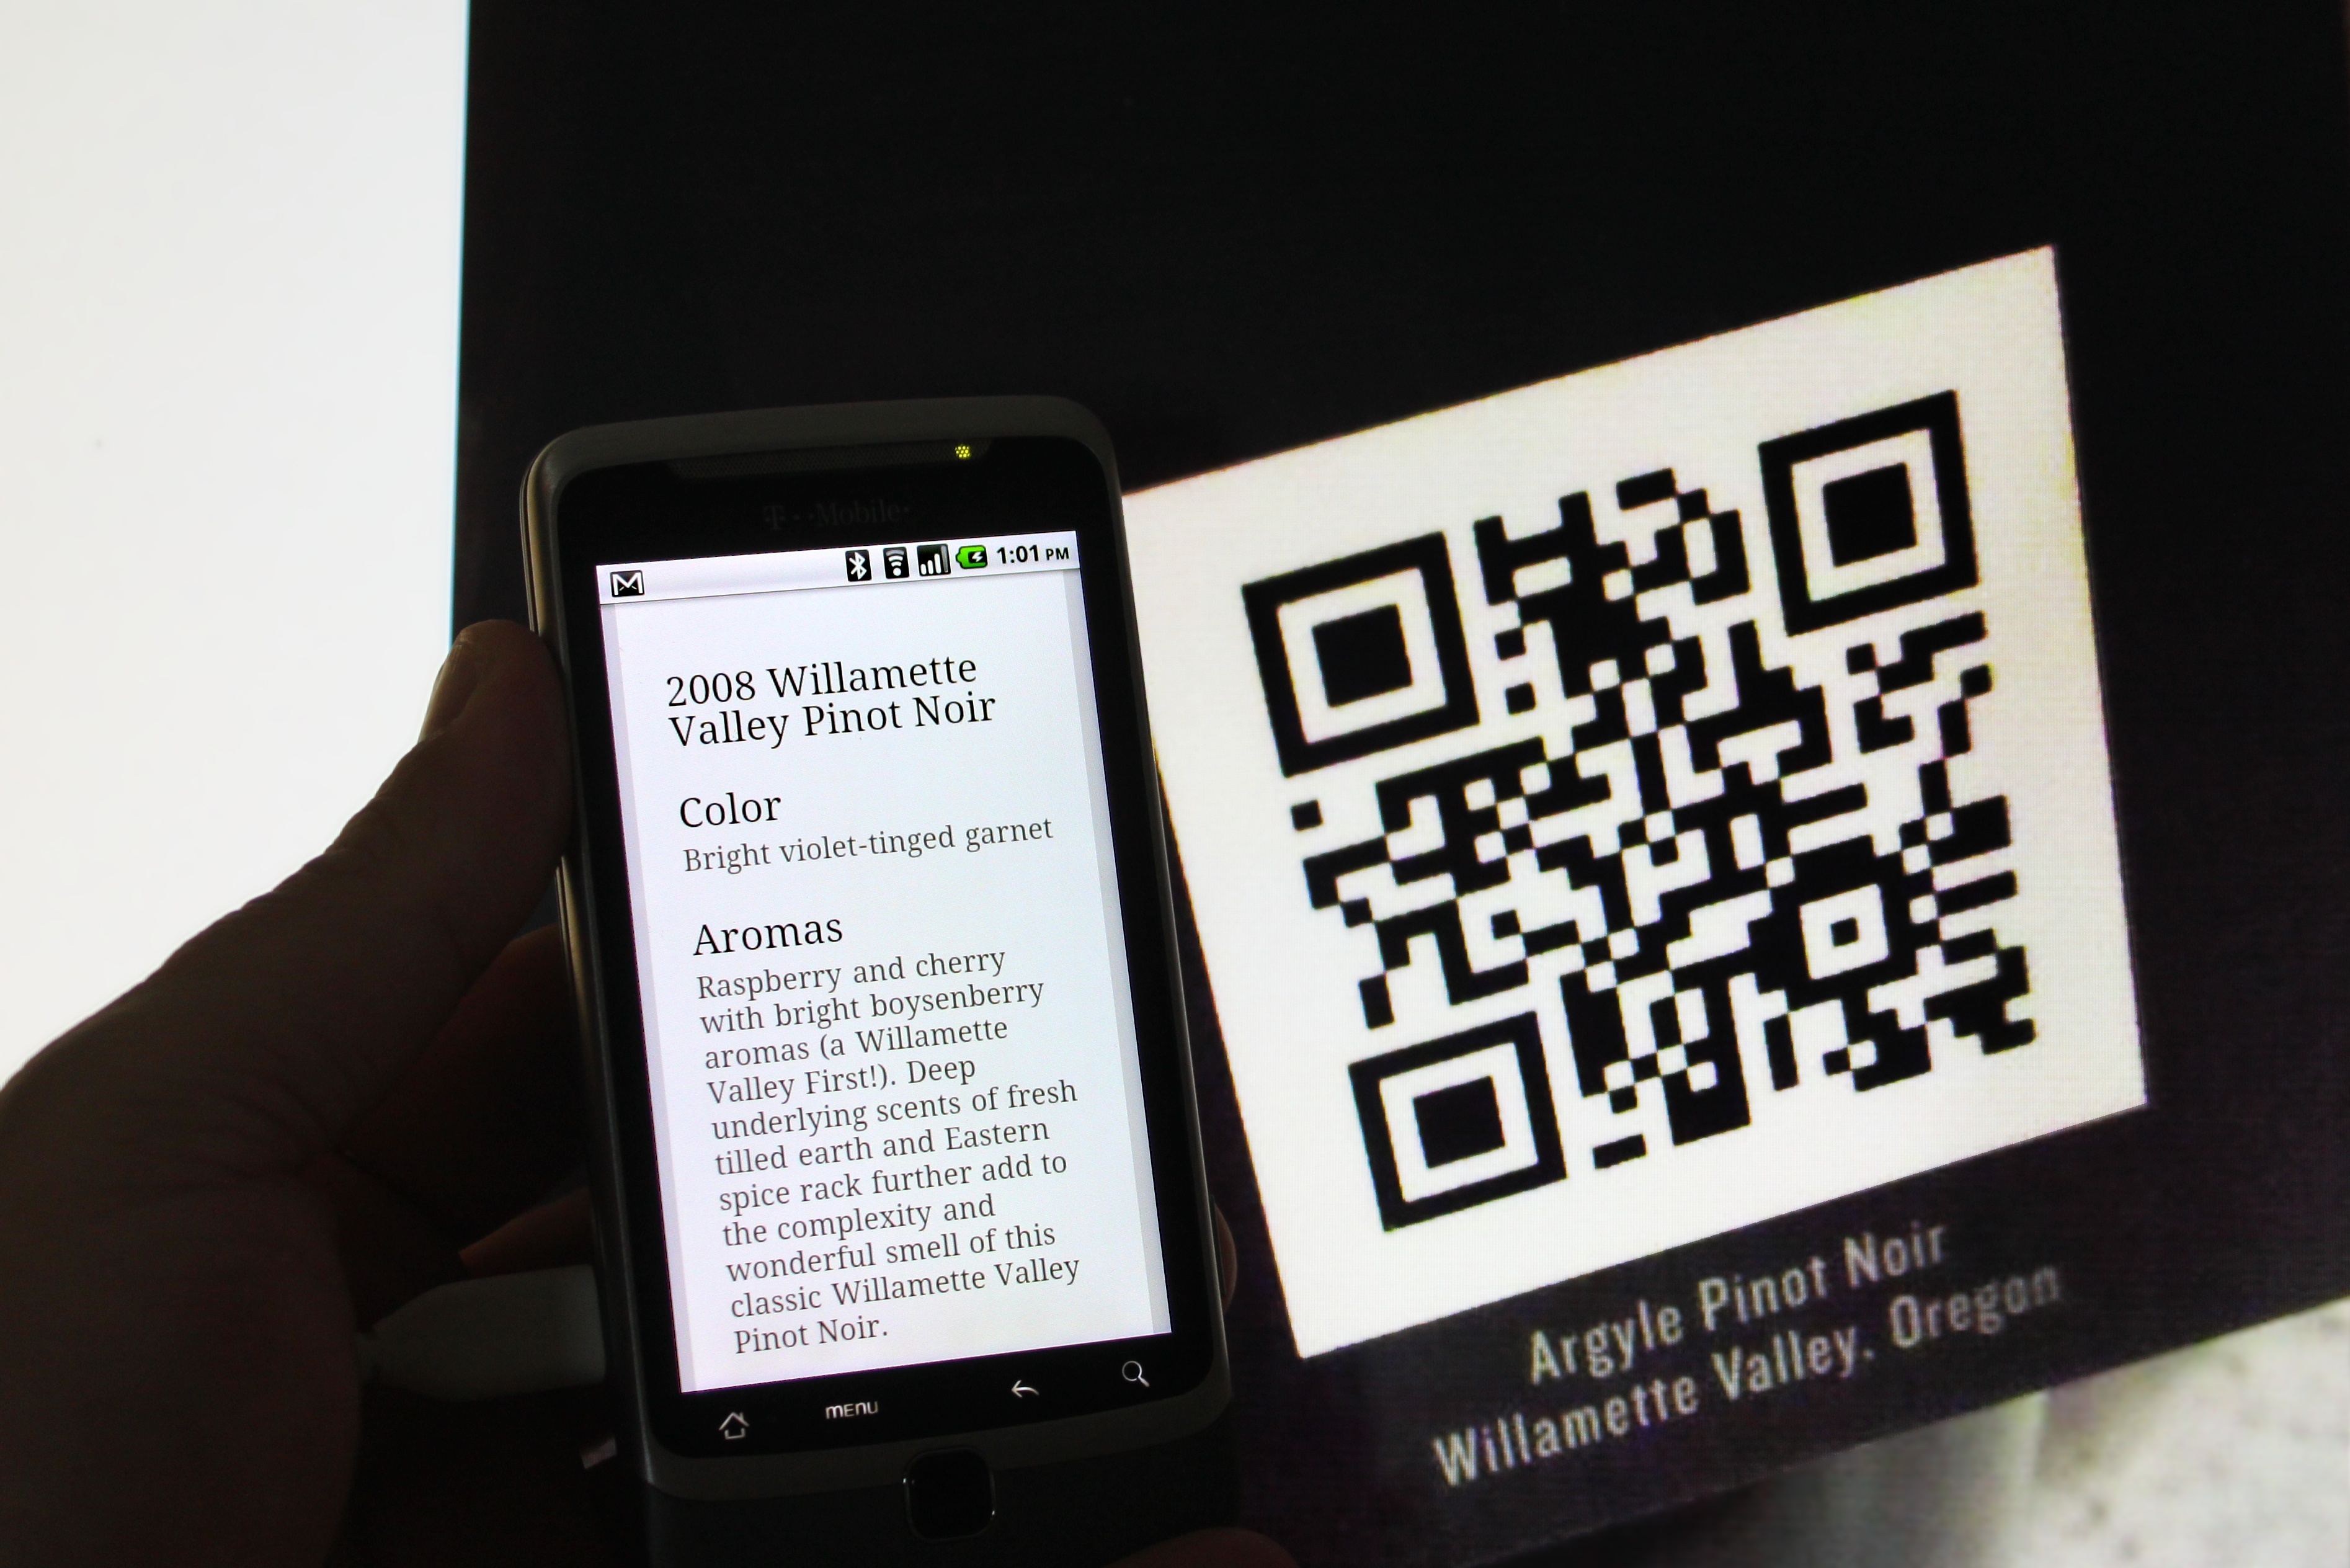 T··Mobile·
1:01 PM
2008 Willamette
Valley Pinot Noir
Color
Bright violet-tinged garnet
Aromas
Raspberry and cherry
with bright boysenberry
aromas (a Willamette
Valley First!). Deep
underlying scents of fresh
tilled earth and Eastern
spice rack further add to
the complexity and
wonderful smell of this
classic Willamette Valley
Pinot Noir.
MENU
Argyle Pinot Noir
Willamette Valley. Oregon